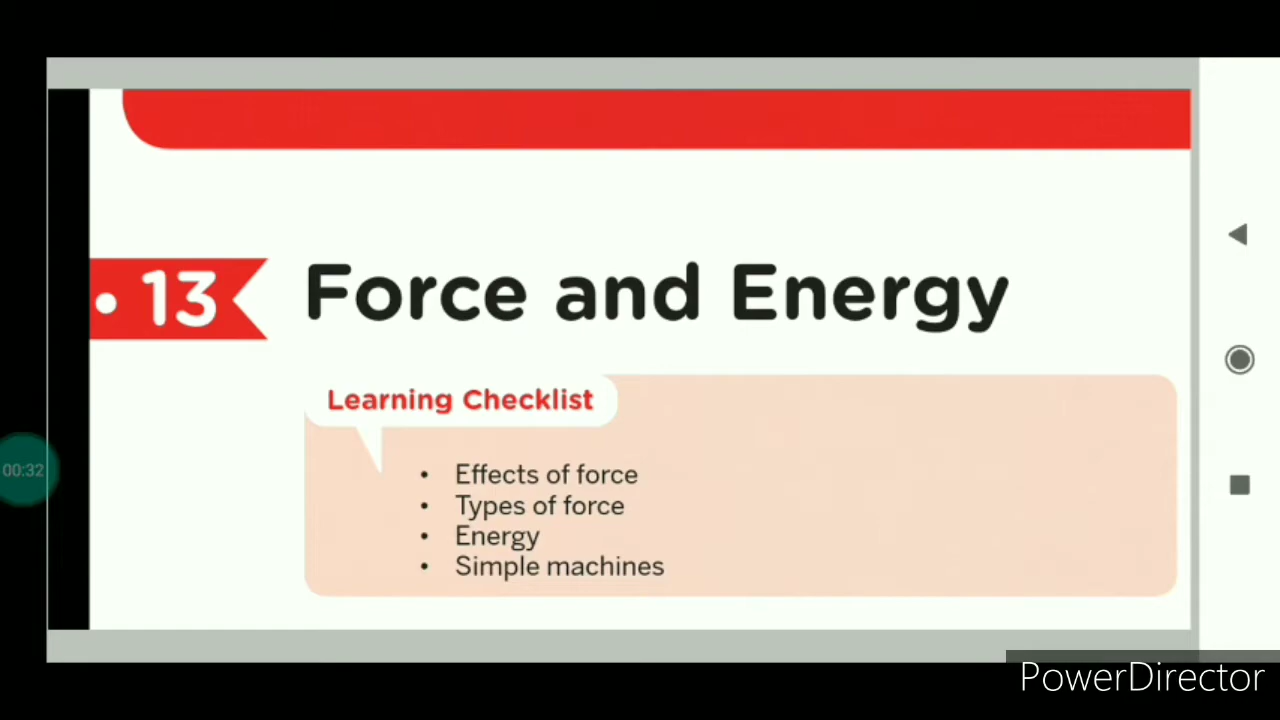 13
Force and Energy
Learning Checklist
• Effects of force
• Types of force
• Energy
• Simple machines
00:32
PowerDirector